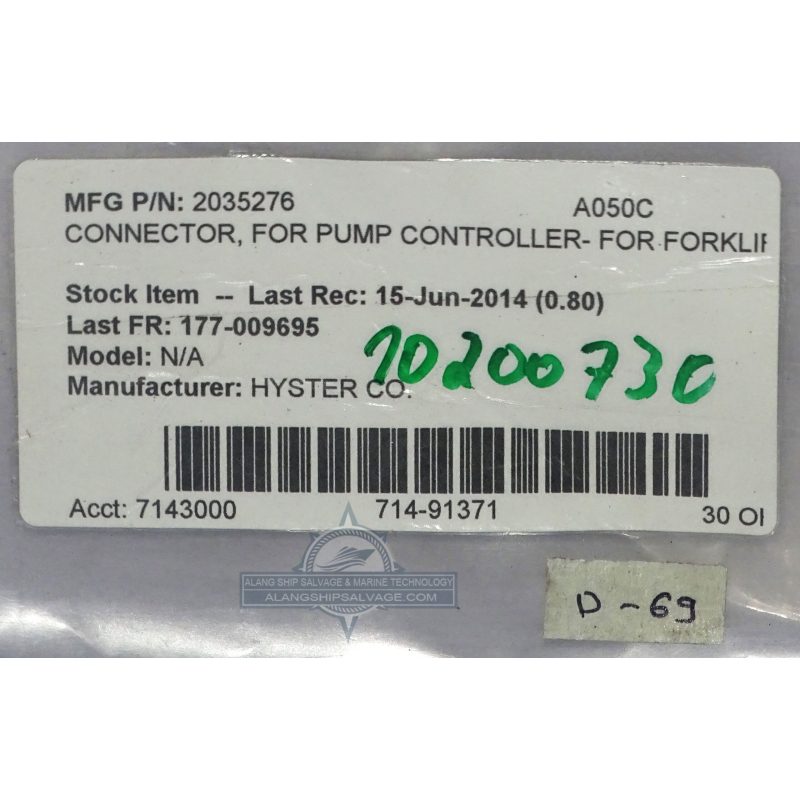 MFG P/N: 2035276 A050C
CONNECTOR, FOR PUMP CONTROLLER- FOR FORKLIF
Stock Item -- Last Rec: 15-Jun-2014 (0.80)
Last FR: 177-009695
Model: N/A
10200730
Manufacturer: HYSTER CO.
Acct: 7143000 714-91371 30 OI
ALANG SHIP SALVAGE & MARINE TECHNOLOGY
ALANGSHIPSALVAGE.COM
D-69